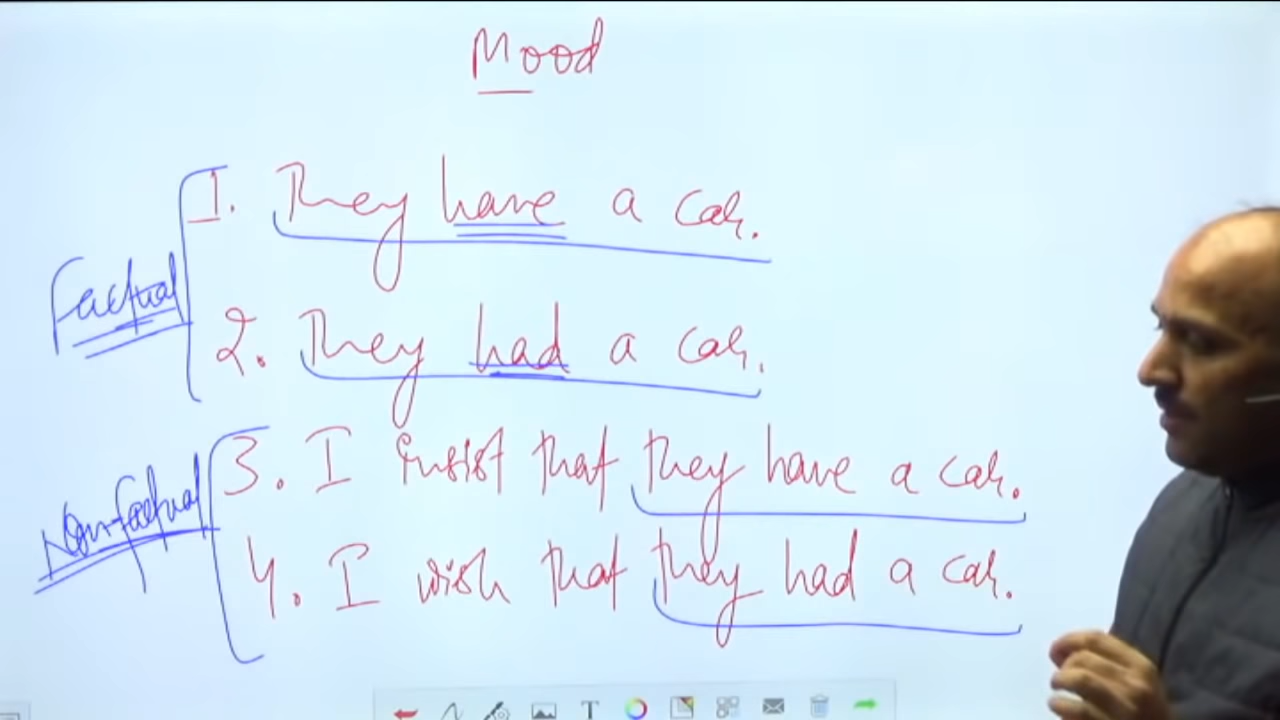 Mood
1. They have a car.
Factual
2. They had a car.
3. I insist that they have a car.
Non-factual
4. I wish that they had a car.
T